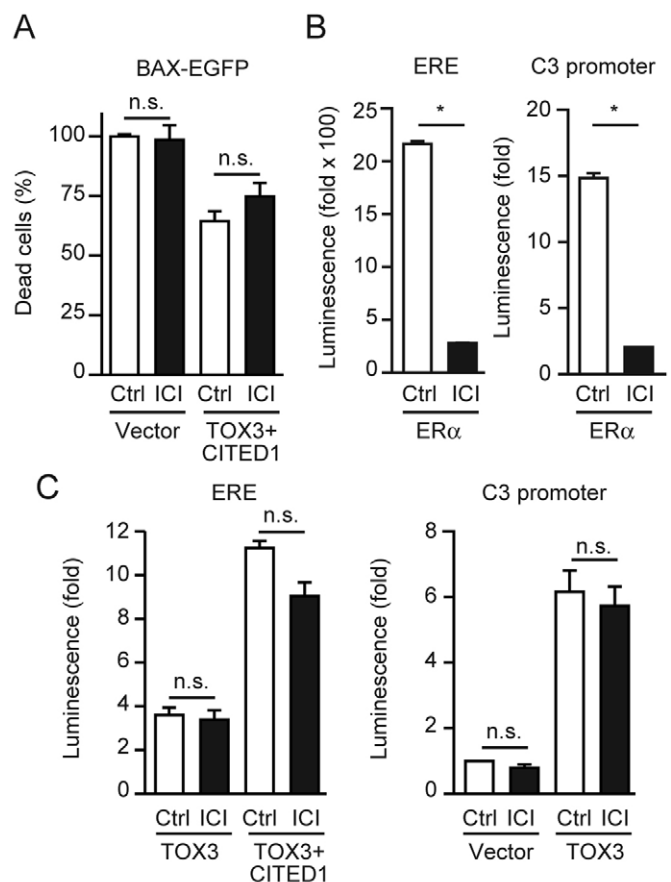 A
BAX-EGFP
Dead cells (%)
100
75
50
25
0
n.s.
n.s.
Ctrl ICI Ctrl ICI
Vector TOX3+
CITED1
B
ERE
Luminescence (fold x 100)
25
20
15
10
5
0
*
Ctrl ICI
ERα
C3 promoter
Luminescence (fold)
20
15
10
5
0
*
Ctrl ICI
ERα
C
ERE
Luminescence (fold)
12
11
8
6
4
2
0
n.s.
n.s.
Ctrl ICI Ctrl ICI
TOX3 TOX3+
CITED1
C3 promoter
Luminescence (fold)
8
6
4
2
0
n.s.
n.s.
Ctrl ICI Ctrl ICI
Vector TOX3